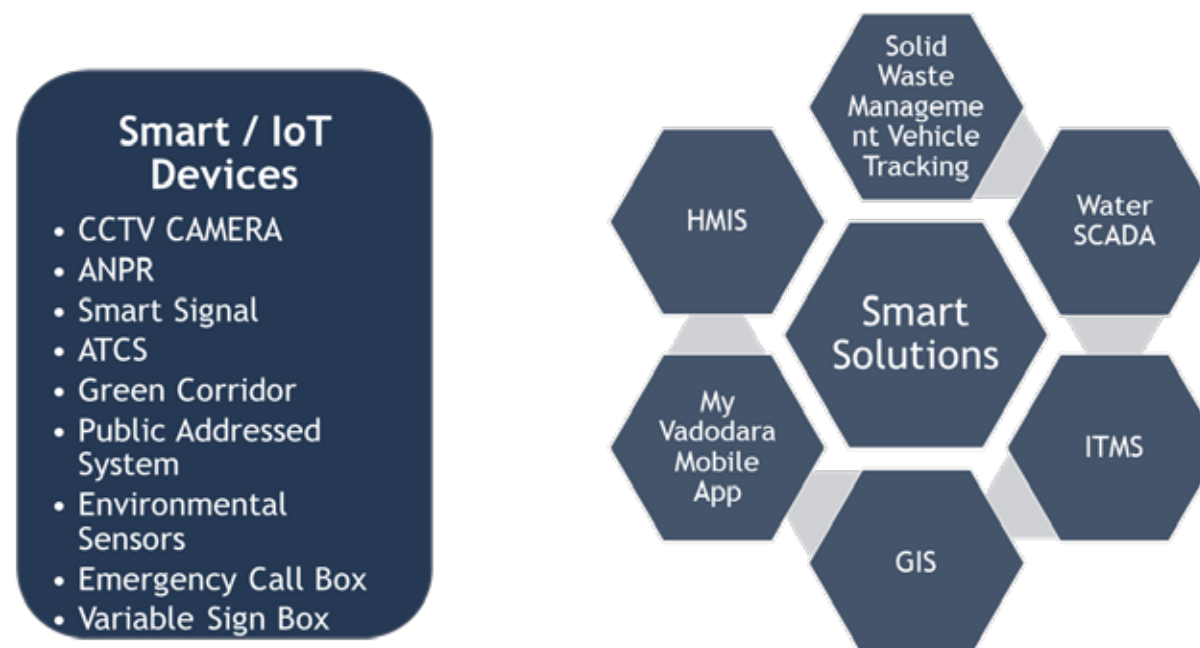 Smart / IoT
Devices
• CCTV CAMERA
• ANPR
• Smart Signal
• ATCS
• Green Corridor
• Public Addressed
System
• Environmental
Sensors
• Emergency Call Box
• Variable Sign Box
Solid
Waste
Manageme
nt Vehicle
Tracking
HMIS
Water
SCADA
Smart
Solutions
My
Vadodara
Mobile
App
ITMS
GIS